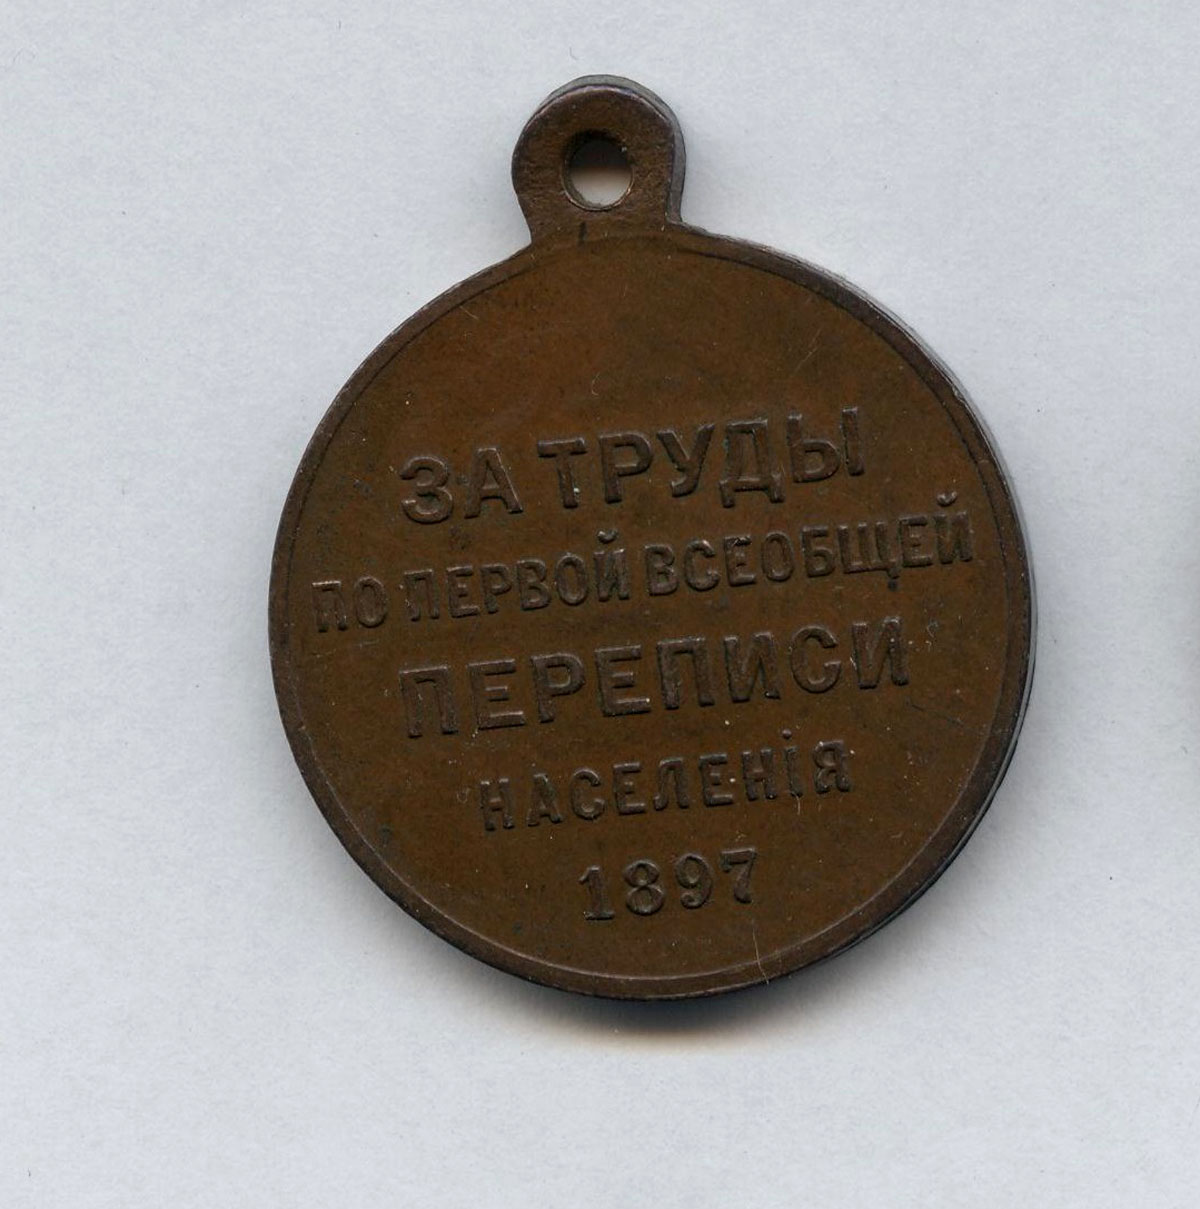 ЗА ТРУДЫ
ПО ПЕРВОЙ ВСЕОБЩЕЙ
ПЕРЕПИСИ
НАСЕЛЕНІЯ
1897